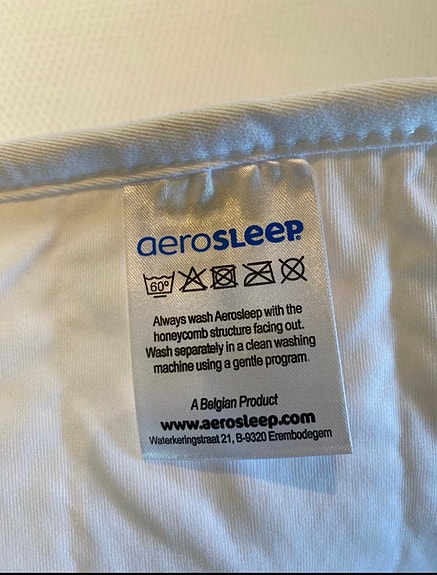 aerosleep
60°
Always wash Aerosleep with the
honeycomb structure facing out.
Wash separately in a clean washing
machine using a gentle program.
A Belgian Product
www.aerosleep.com
Waterkeringstraat 21, B-9320 Erembodegem